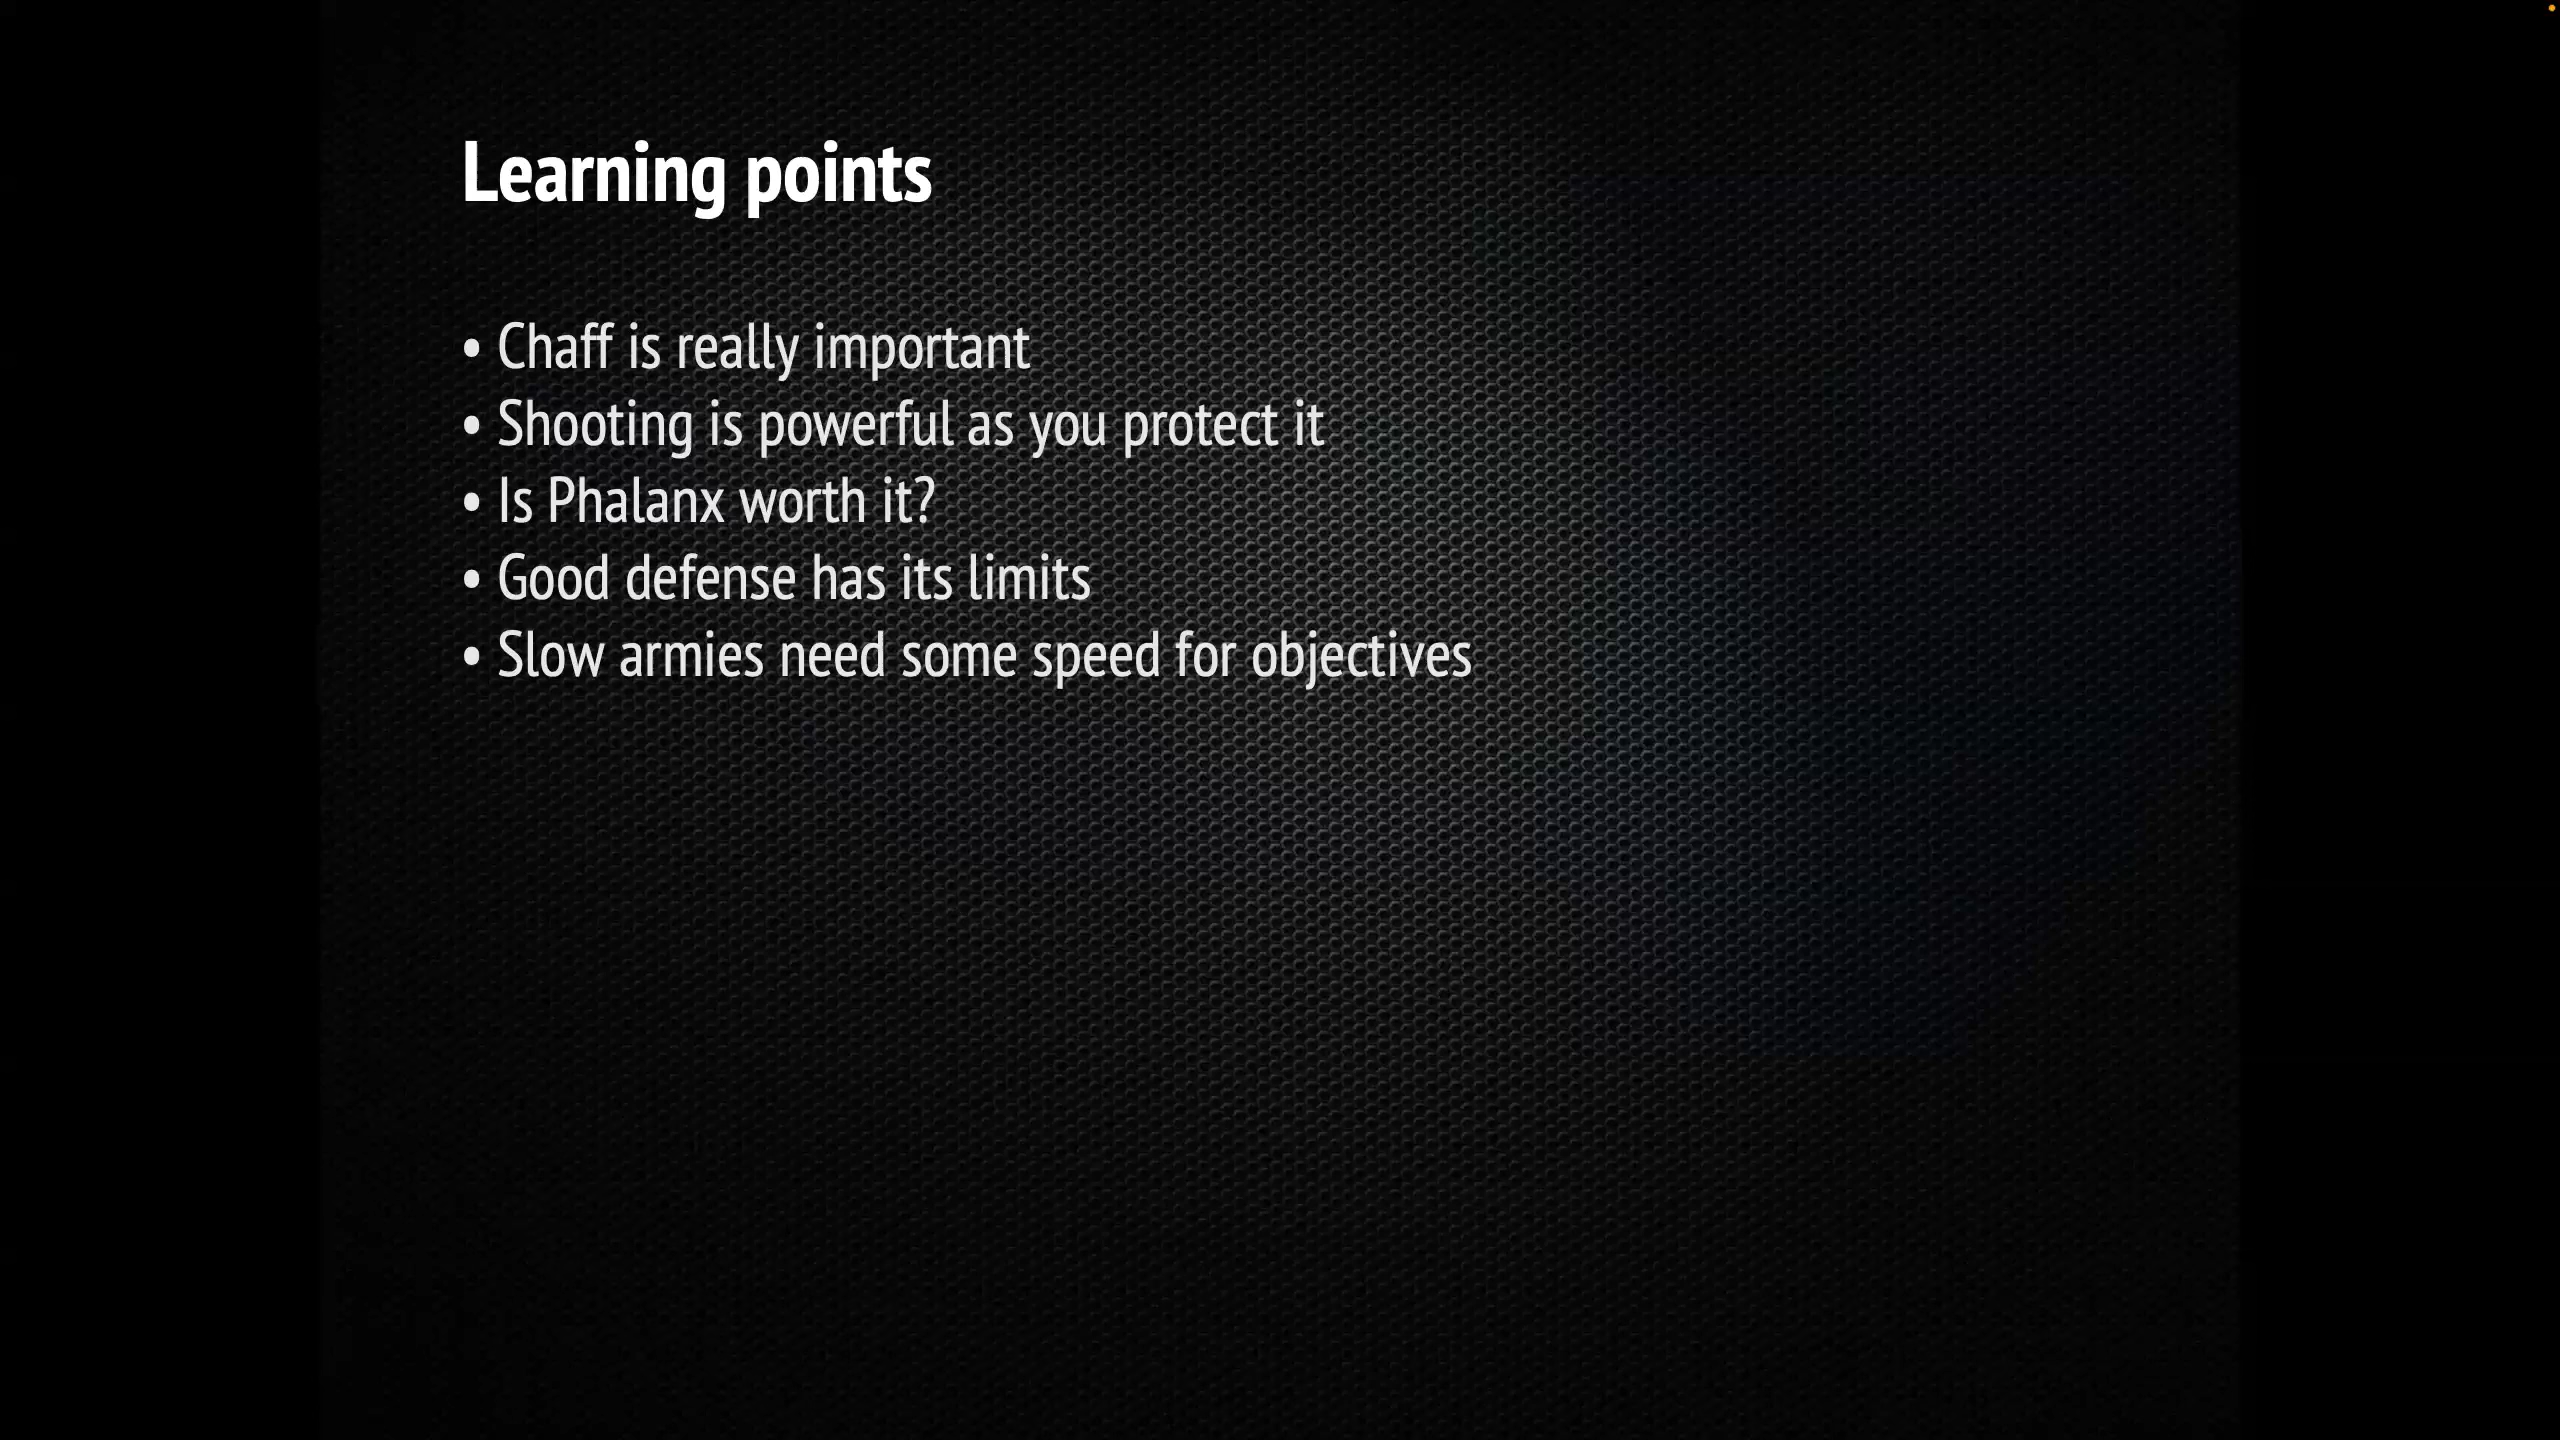 Learning points
• Chaff is really important
• Shooting is powerful as you protect it
• Is Phalanx worth it?
• Good defense has its limits
• Slow armies need some speed for objectives